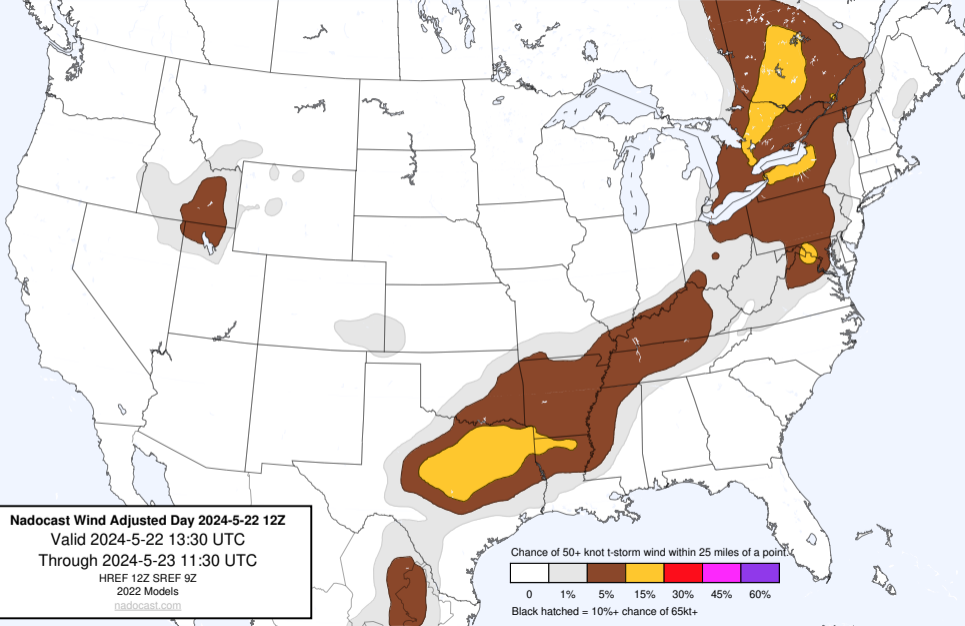 Nadocast Wind Adjusted Day 2024-5-22 12Z
Valid 2024-5-22 13:30 UTC
Through 2024-5-23 11:30 UTC
HREF 12Z SREF 9Z
2022 Models
nadocast.com
Chance of 50+ knot t-storm wind within 25 miles of a point.
0 1% 5% 15% 30% 45% 60%
Black hatched = 10%+ chance of 65kt+